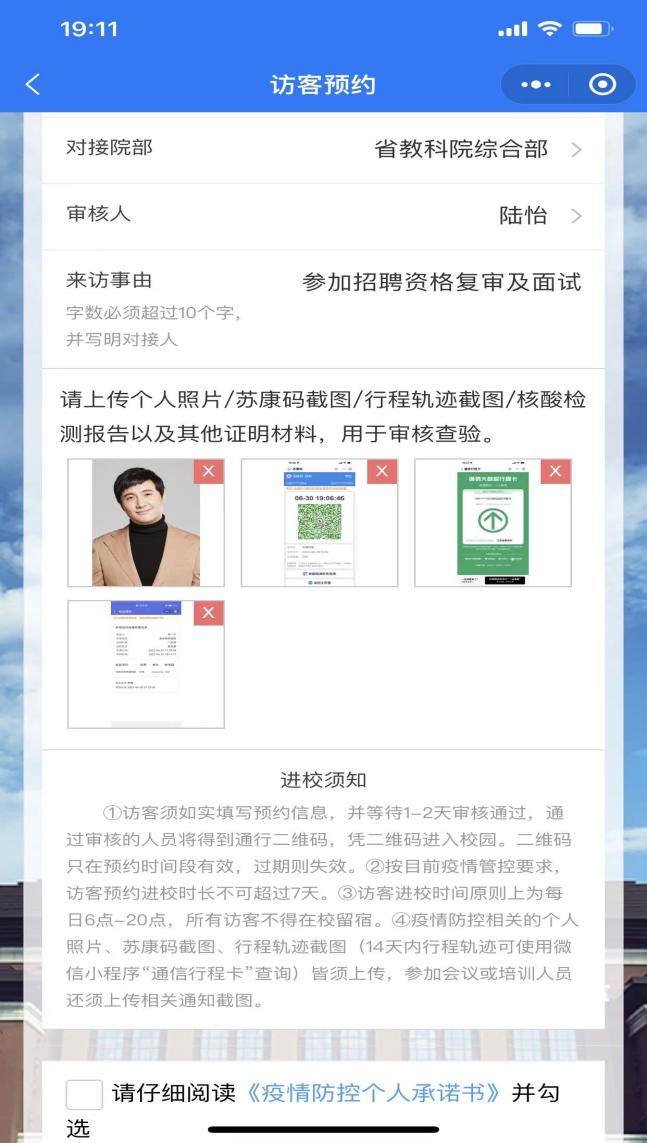 19:11
访客预约
对接院部 省教科院综合部
审核人 陆怡
来访事由 参加招聘资格复审及面试
字数必须超过10个字，
并写明对接人
请上传个人照片/苏康码截图/行程轨迹截图/核酸检
测报告以及其他证明材料，用于审核查验。
X X X
06-30 19:06:46
通信大数据行程卡
X
进校须知
①访客须如实填写预约信息，并等待1-2天审核通过，通
过审核的人员将得到通行二维码，凭二维码进入校园。二维码
只在预约时间段有效，过期则失效。②按目前疫情管控要求，
访客预约进校时长不可超过7天。③访客进校时间原则上为每
日6点-20点，所有访客不得在校留宿。④疫情防控相关的个人
照片、苏康码截图、行程轨迹截图（14天内行程轨迹可使用微
信小程序“通信行程卡”查询）皆须上传，参加会议或培训人员
还须上传相关通知截图。
请仔细阅读《疫情防控个人承诺书》并勾
选